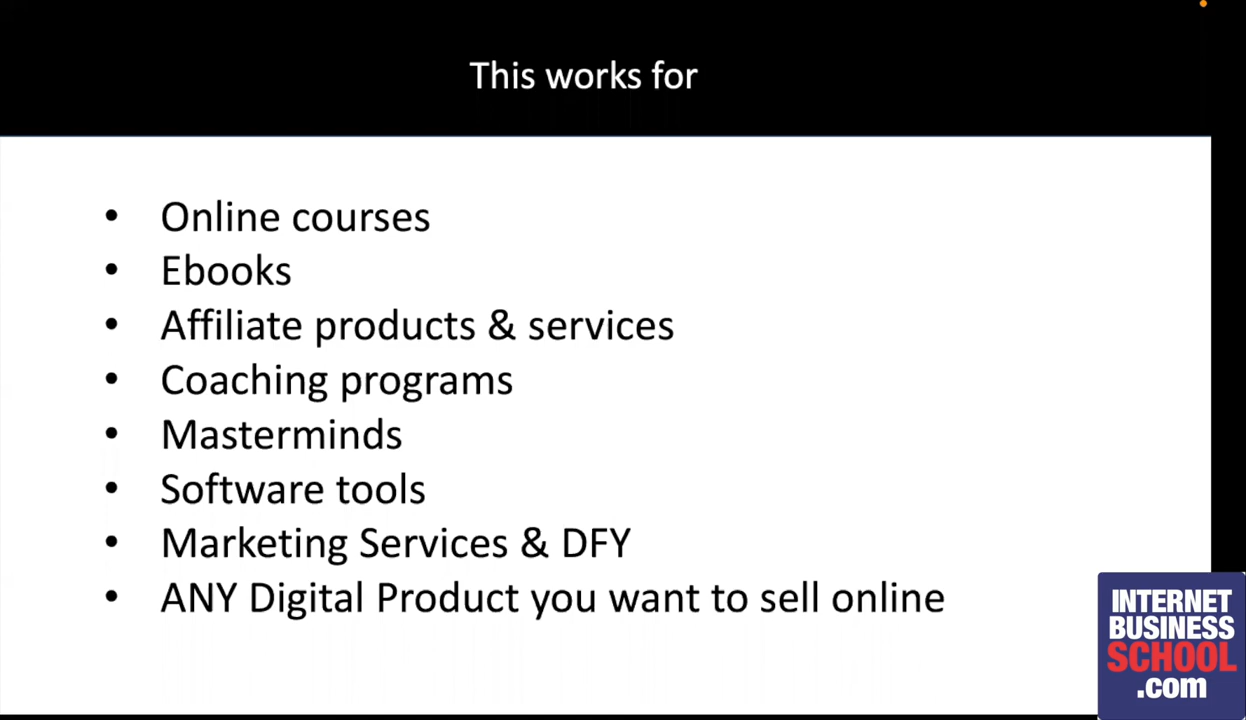 This works for
• Online courses
• Ebooks
• Affiliate products & services
• Coaching programs
• Masterminds
• Software tools
• Marketing Services & DFY
• ANY Digital Product you want to sell online
INTERNET
BUSINESS
SCHOOL
.com